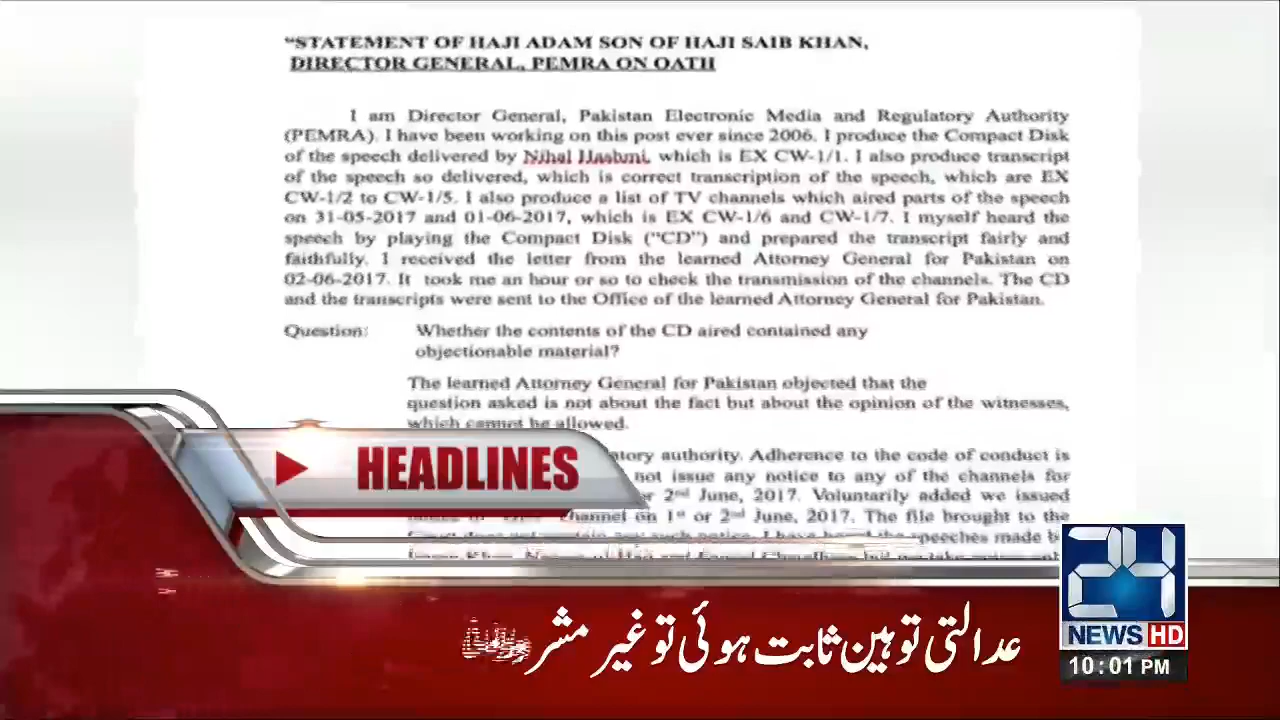 “STATEMENT OF HAJI ADAM SON OF HAJI SAIB KHAN,
DIRECTOR GENERAL, PEMRA ON OATH
I am Director General, Pakistan Electronic Media and Regulatory Authority
(PEMRA). I have been working on this post ever since 2006. I produce the Compact Disk
of the speech delivered by Nihal Hashmi, which is EX CW-1/1. I also produce transcript
of the speech so delivered, which is correct transcription of the speech, which are EX
CW-1/2 to CW-1/5. I also produce a list of TV channels which aired parts of the speech
on 31-05-2017 and 01-06-2017, which is EX CW-1/6 and CW-1/7. I myself heard the
speech by playing the Compact Disk (“CD”) and prepared the transcript fairly and
faithfully. I received the letter from the learned Attorney General for Pakistan on
02-06-2017. It took me an hour or so to check the transmission of the channels. The CD
and the transcripts were sent to the Office of the learned Attorney General for Pakistan.
Question: Whether the contents of the CD aired contained any
objectionable material?
The learned Attorney General for Pakistan objected that the
question asked is not about the fact but about the opinion of the witnesses,
which cannot be allowed.
authority. Adherence to the code of conduct is
not issue any notice to any of the channels for
or 2nd June, 2017. Voluntarily added we issued
channel on 1st or 2nd June, 2017. The file brought to the
such notice. I have heard the speeches made
HEADLINES
عدالتی توہین ثابت ہوئی تو غیر
24
NEWS HD
10:01 PM